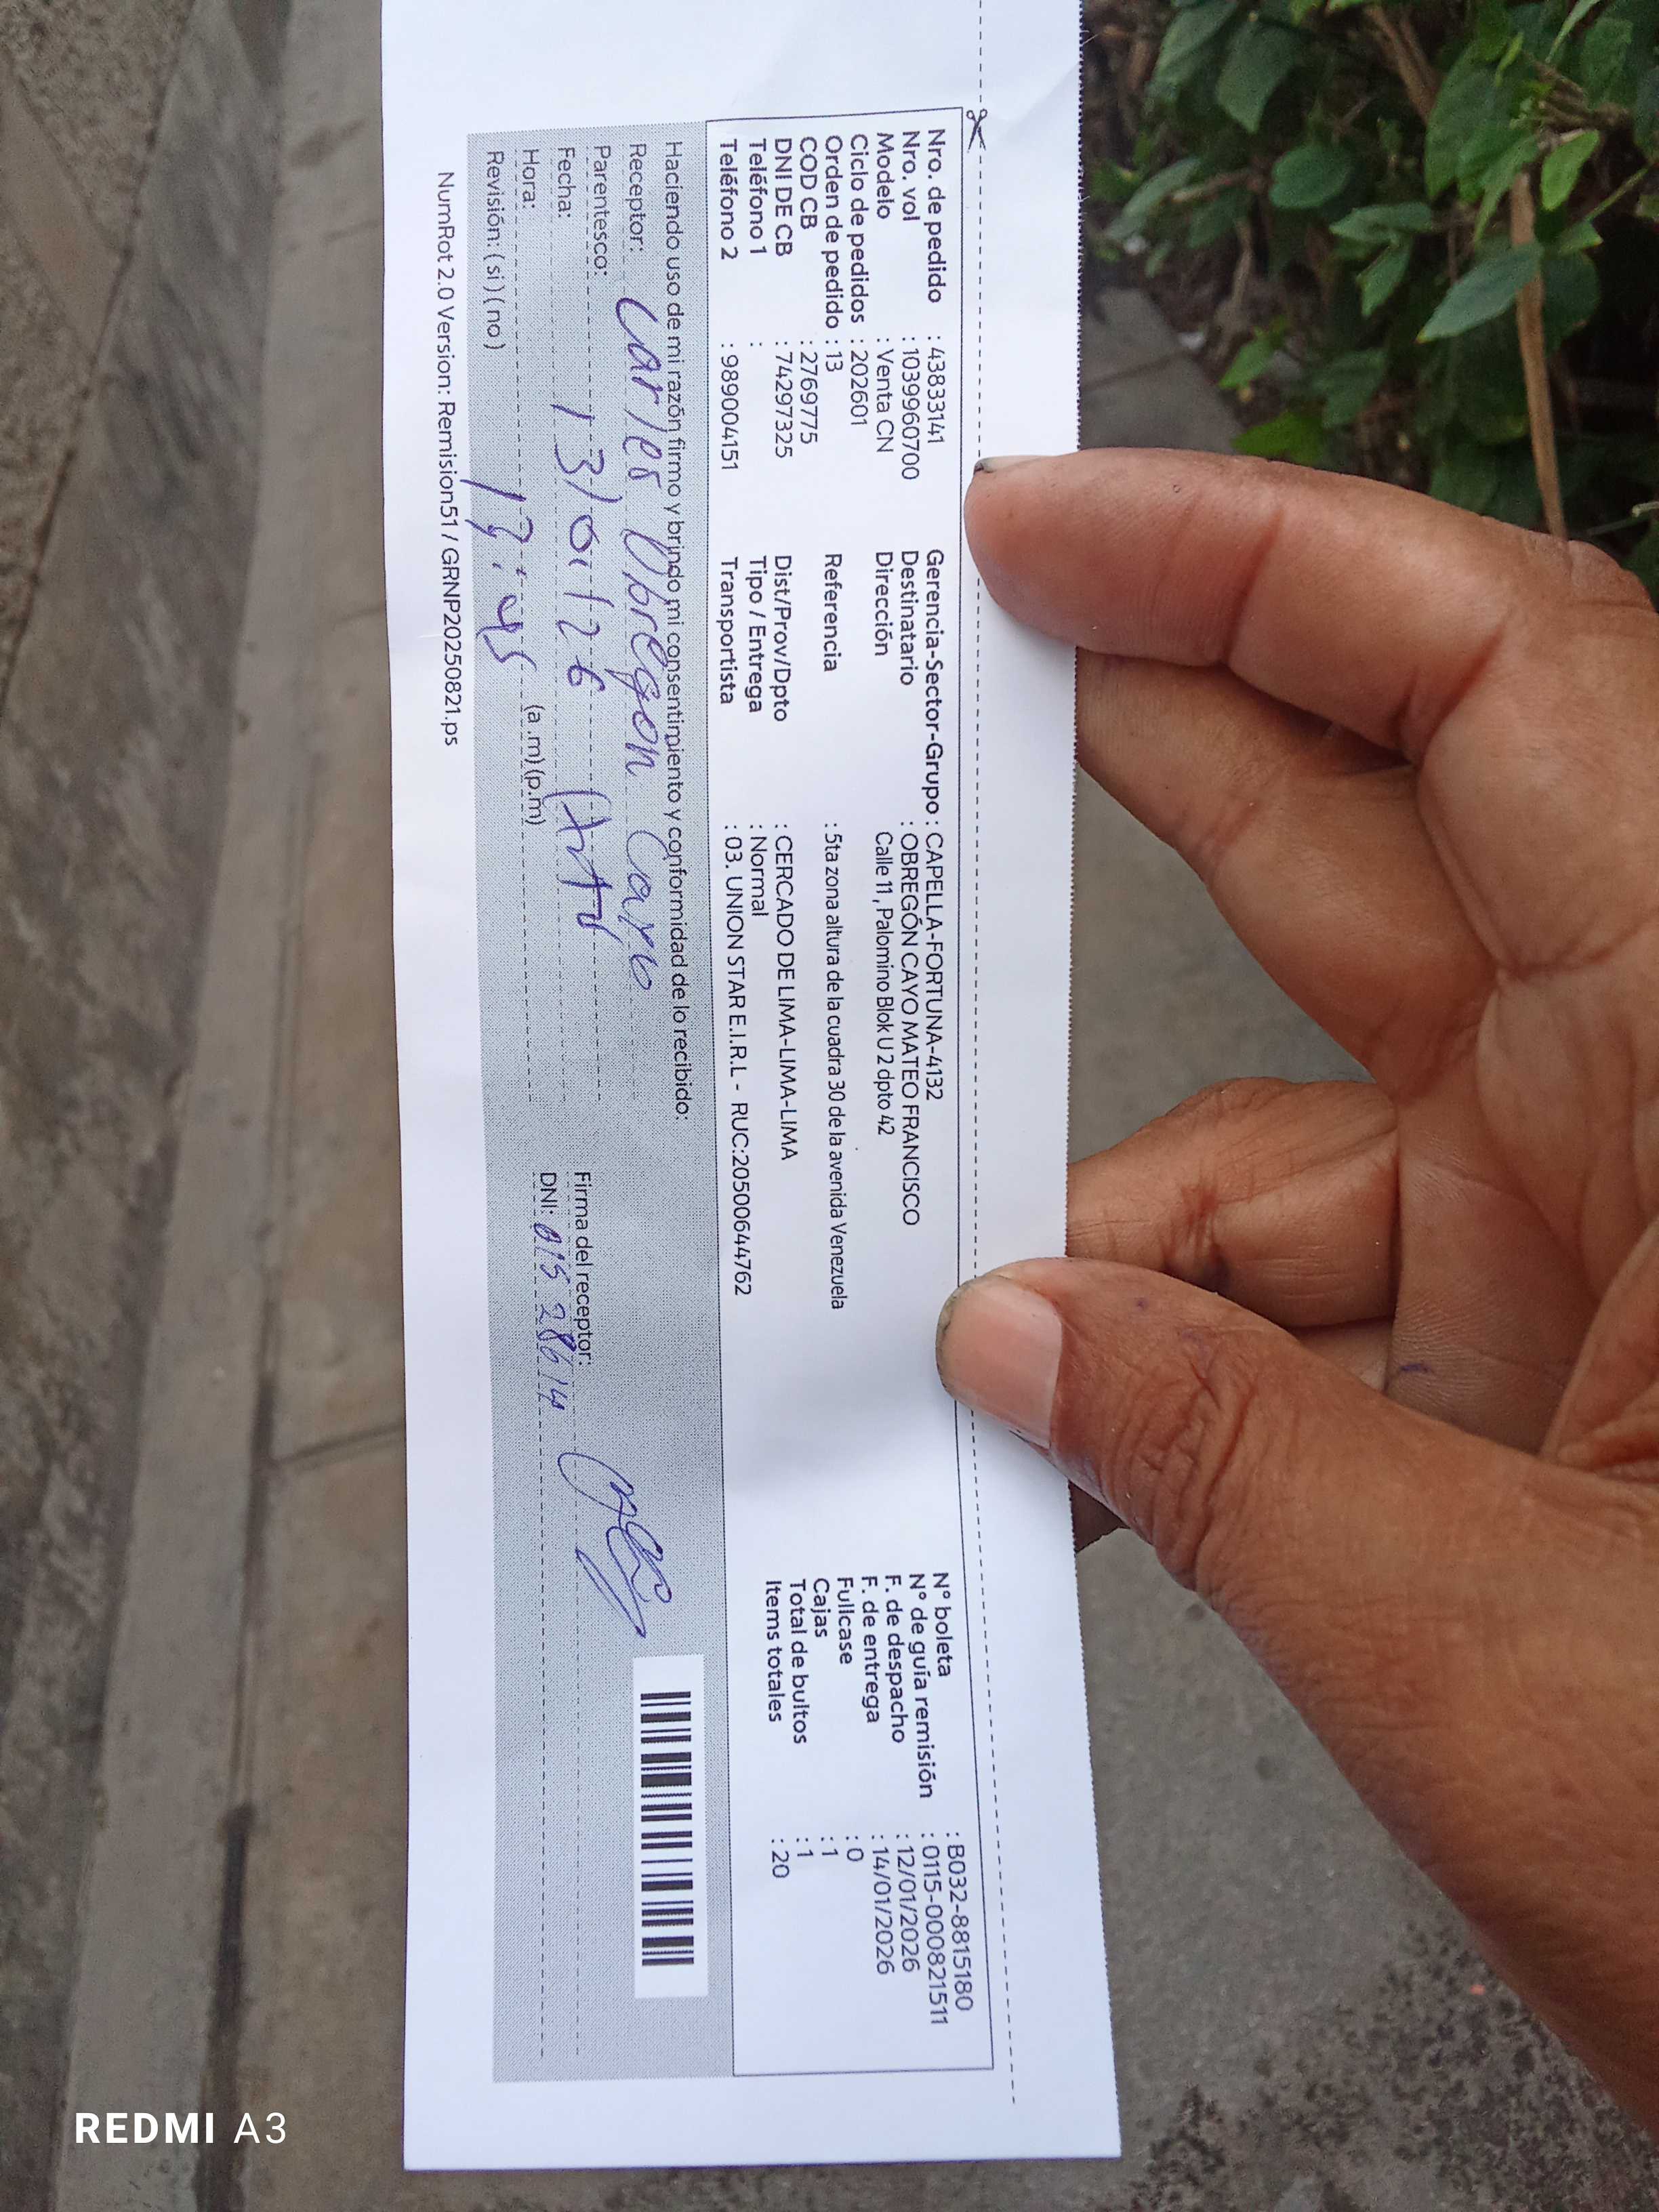 Nro. de pedido : 43833141
Nro. vol : 1039960700
Modelo : Venta CN
Ciclo de pedidos : 202601
Orden de pedido : 13
COD CB : 27697775
DNI DE CB : 74297325
Teléfono 1 :
Teléfono 2 : 989004151
Gerencia-Sector-Grupo : CAPELLA-FORTUNA-4132
Destinatario : OBREGÓN CAYO MATEO FRANCISCO
Dirección Calle 11 , Palomino Blok U 2 dpto 42
Referencia : 5ta zona altura de la cuadra 30 de la avenida Venezuela
Dist/Prov/Dpto : CERCADO DE LIMA-LIMA-LIMA
Tipo / Entrega : Normal
Transportista : 03. UNION STAR E.I.R.L - RUC:20500644762
N° boleta : B032-8815180
N° de guía remisión : 0115-000821511
F. de despacho : 12/01/2026
F. de entrega : 14/01/2026
Fullcase : 0
Cajas : 1
Total de bultos : 1
Items totales : 20
Haciendo uso de mi razón firmo y brindo mi consentimiento y conformidad de lo recibido:
Receptor: Carlos Obregon
Parentesco:
Fecha: 13/01/26
Hora: (a.m) (p.m)
Revisión: ( si ) ( no )
Firma del receptor:
DNI:
NumRot 2.0 Version: Remision51 / GRNP20250821.ps
REDMI A3